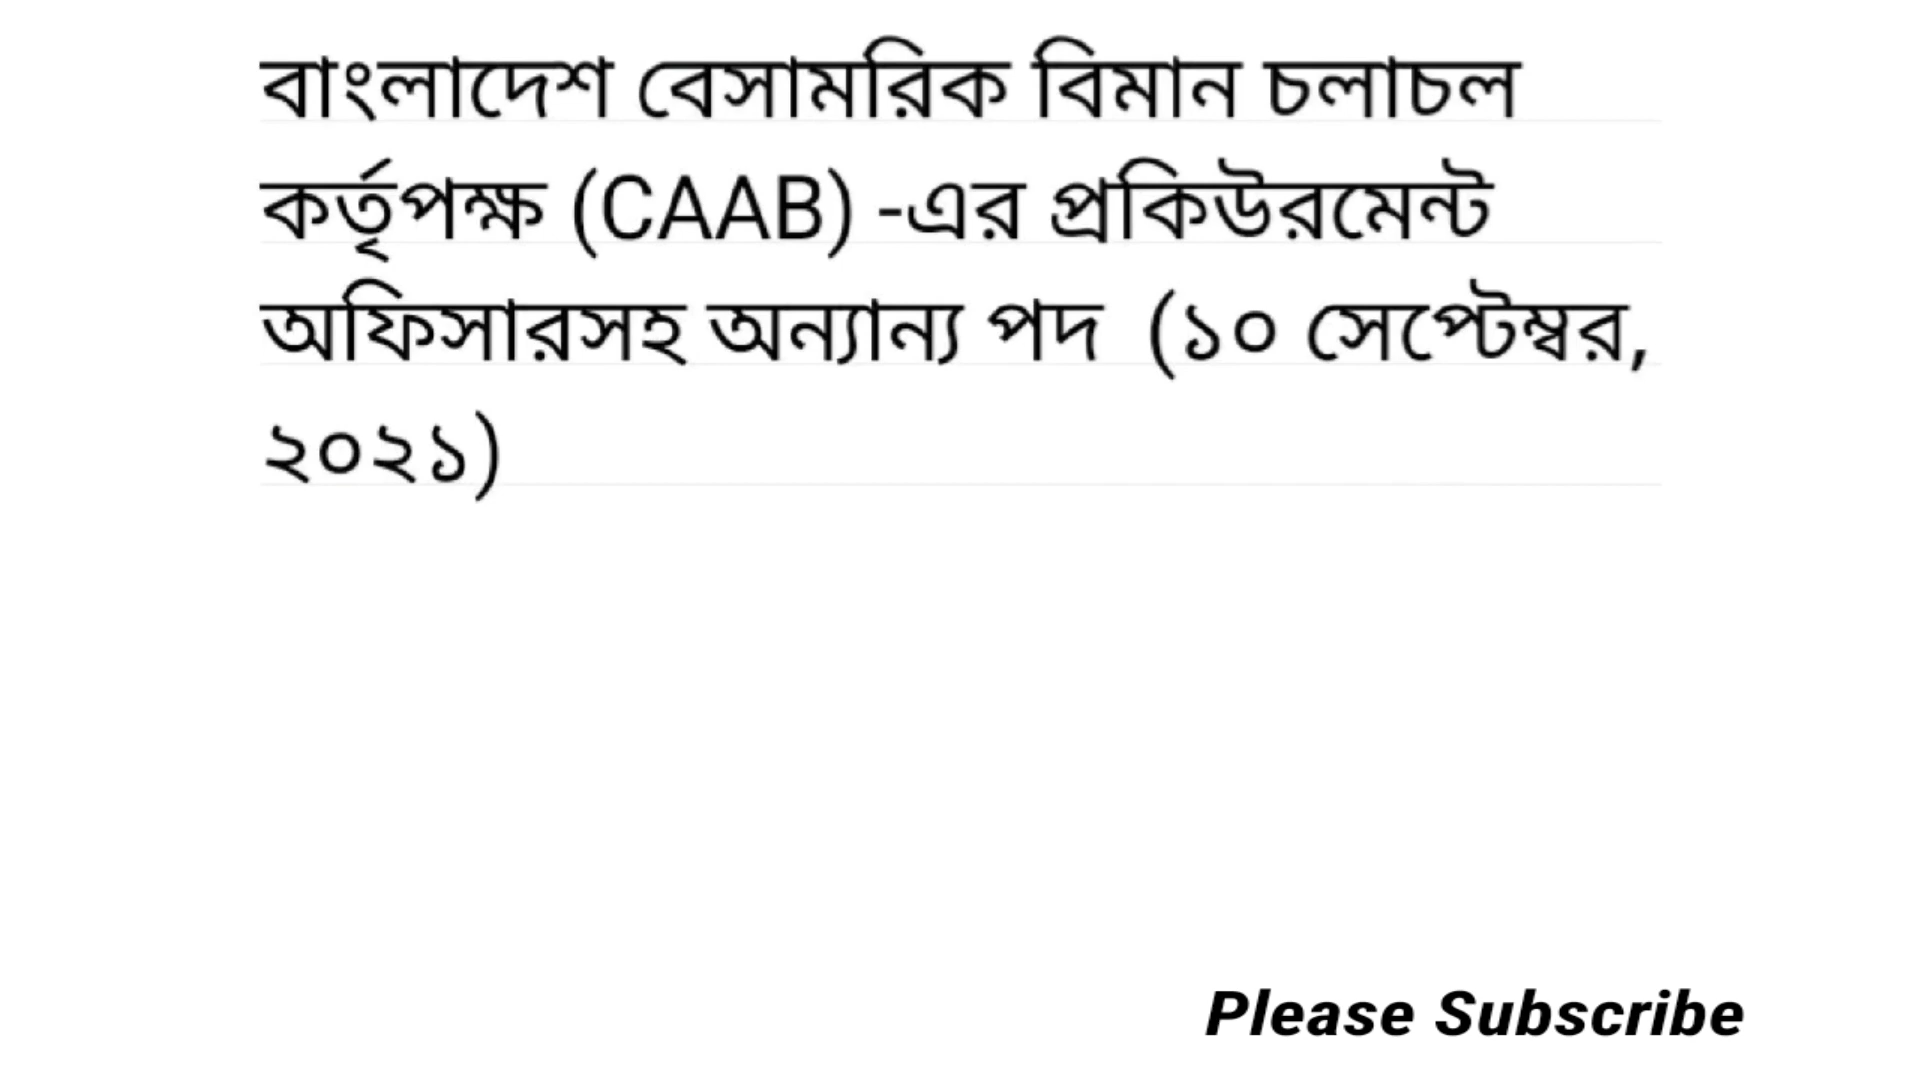 বাংলাদেশ বেসামরিক বিমান চলাচল
কর্তৃপক্ষ (CAAB) -এর প্রকিউরমেন্ট
অফিসারসহ অন্যান্য পদ (১০ সেপ্টেম্বর,
২০২১)
Please Subscribe